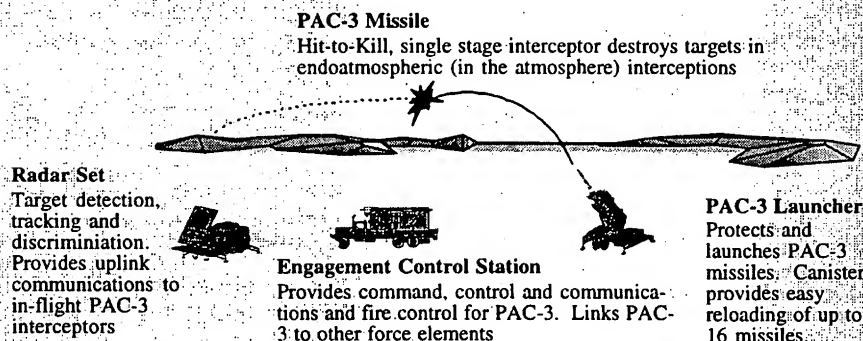 PAC-3 Missile
Hit-to-Kill, single stage interceptor destroys targets in
endoatmospheric (in the atmosphere) interceptions
Radar Set
Target detection,
tracking and
discriminiation.
Provides uplink
communications to
in-flight PAC-3
interceptors
Engagement Control Station
Provides command, control and communica-
tions and fire control for PAC-3. Links PAC-
3 to other force elements
PAC-3 Launcher
Protects and
launches PAC-3
missiles. Canister
provides easy
reloading of up to
16 missiles